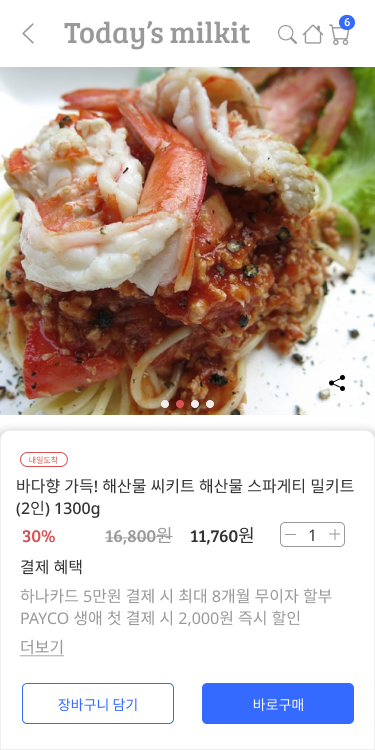 Today's milkit
6
내일도착
바다향 가득! 해산물 씨키트 해산물 스파게티 밀키트
(2인) 1300g
30% 16,800원 11,760원 1
결제 혜택
하나카드 5만원 결제 시 최대 8개월 무이자 할부
PAYCO 생애 첫 결제 시 2,000원 즉시 할인
더보기
장바구니 담기 바로구매